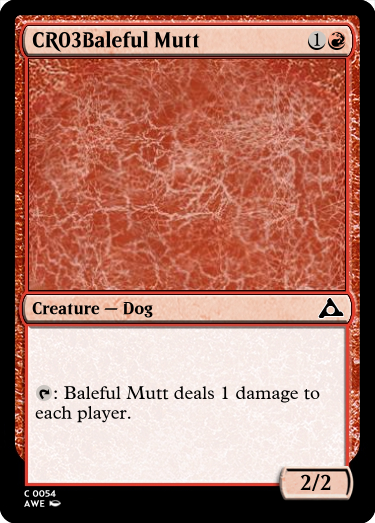 CR03Baleful Mutt 1
Creature — Dog
: Baleful Mutt deals 1 damage to
each player.
2/2
C 0054
AWE